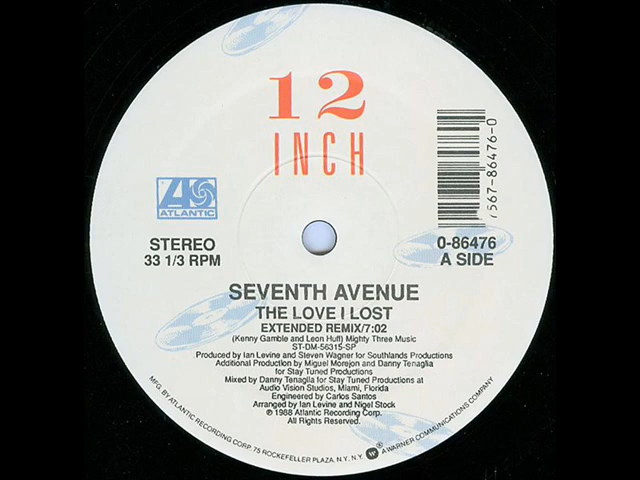 12
INCH
ATLANTIC
7567-86476-0
STEREO
33 1/3 RPM
0-86476
A SIDE
SEVENTH AVENUE
THE LOVE I LOST
EXTENDED REMIX/7:02
(Kenny Gamble and Leon Huff) Mighty Three Music
ST-DM-56315-SP
Produced by Ian Levine and Steven Wagner for Southlands Productions
Additional Production by Miguel Morejon and Danny Tenaglia
for Stay Tuned Productions
Mixed by Danny Tenaglia for Stay Tuned Productions at
Audio Vision Studios, Miami, Florida
Engineered by Carlos Santos
Arranged by Ian Levine and Nigel Stock
℗ 1988 Atlantic Recording Corp.
All Rights Reserved.
MFG. BY ATLANTIC RECORDING CORP. 75 ROCKEFELLER PLAZA, N.Y. N.Y. W ® A WARNER COMMUNICATIONS COMPANY